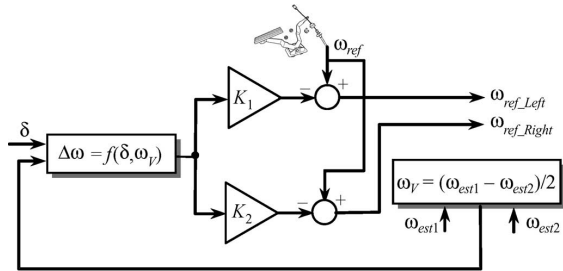 ω_ref
K_1
− +
ω_ref_Left
ω_ref_Right
δ
Δω = f(δ,ω_V)
ω_V = (ω_est1 − ω_est2)/2
K_2
− +
ω_est1
ω_est2